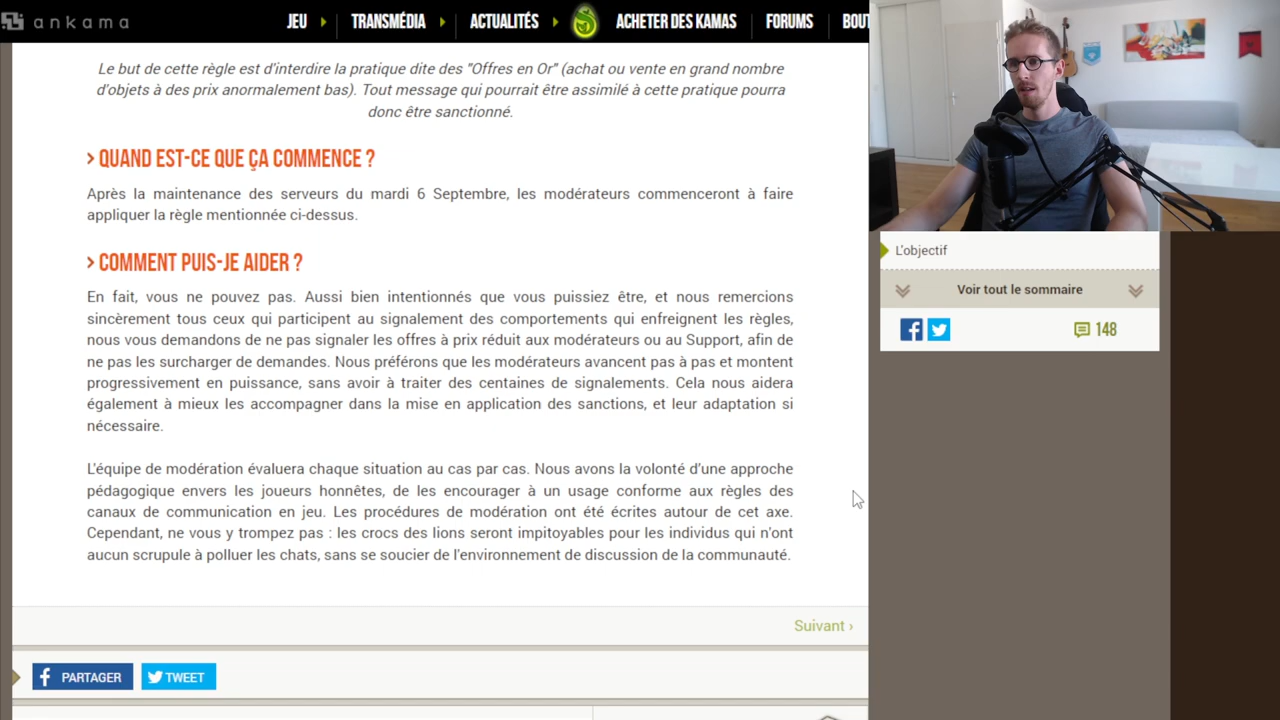 ankama
JEU
TRANSMÉDIA
ACTUALITÉS
ACHETER DES KAMAS
FORUMS
BOUT
Le but de cette règle est d'interdire la pratique dite des "Offres en Or" (achat ou vente en grand nombre
d'objets à des prix anormalement bas). Tout message qui pourrait être assimilé à cette pratique pourra
donc être sanctionné.
> QUAND EST-CE QUE ÇA COMMENCE ?
Après la maintenance des serveurs du mardi 6 Septembre, les modérateurs commenceront à faire
appliquer la règle mentionnée ci-dessus.
> COMMENT PUIS-JE AIDER ?
En fait, vous ne pouvez pas. Aussi bien intentionnés que vous puissiez être, et nous remercions
sincèrement tous ceux qui participent au signalement des comportements qui enfreignent les règles,
nous vous demandons de ne pas signaler les offres à prix réduit aux modérateurs ou au Support, afin de
ne pas les surcharger de demandes. Nous préférons que les modérateurs avancent pas à pas et montent
progressivement en puissance, sans avoir à traiter des centaines de signalements. Cela nous aidera
également à mieux les accompagner dans la mise en application des sanctions, et leur adaptation si
nécessaire.
L'équipe de modération évaluera chaque situation au cas par cas. Nous avons la volonté d'une approche
pédagogique envers les joueurs honnêtes, de les encourager à un usage conforme aux règles des
canaux de communication en jeu. Les procédures de modération ont été écrites autour de cet axe.
Cependant, ne vous y trompez pas : les crocs des lions seront impitoyables pour les individus qui n'ont
aucun scrupule à polluer les chats, sans se soucier de l'environnement de discussion de la communauté.
Suivant ›
PARTAGER
TWEET
L'objectif
Voir tout le sommaire
148